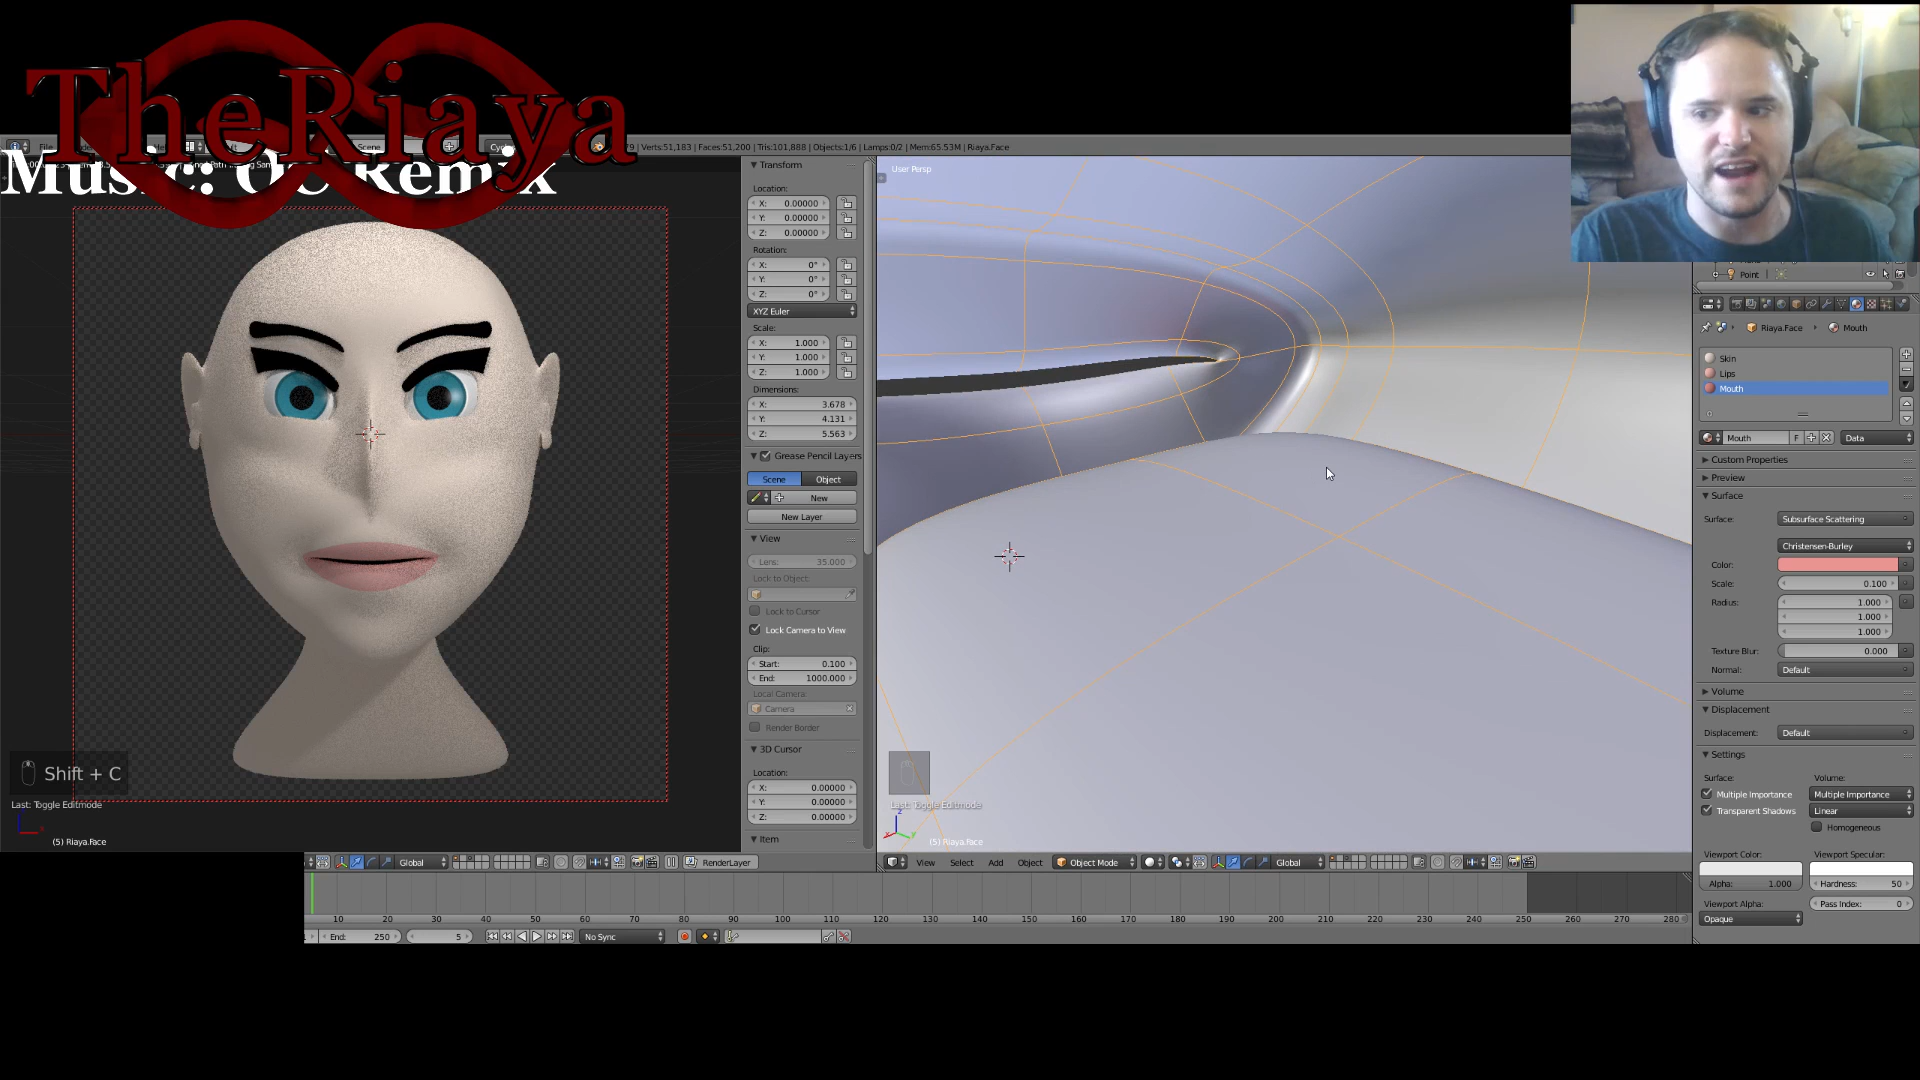 TheRiaya
Music: OC Remix
Scene
Verts:51,183 | Faces:51,200 | Tris:101,888 | Objects:1/6 | Lamps:0/2 | Mem:65.53M | Riaya.Face
Transform
Location:
X: 0.00000
Y: 0.00000
Z: 0.00000
Rotation:
X: 0°
Y: 0°
Z: 0°
XYZ Euler
Scale:
X: 1.000
Y: 1.000
Z: 1.000
Dimensions:
X: 3.678
Y: 4.131
Z: 5.563
Grease Pencil Layers
Scene Object
New
New Layer
View
Lens: 35.000
Lock to Object:
Lock to Cursor
Lock Camera to View
Clip:
Start: 0.100
End: 1000.000
Local Camera:
Camera
Render Border
3D Cursor
Location:
X: 0.00000
Y: 0.00000
Z: 0.00000
Item
Shift + C
Last: Toggle Editmode
(5) Riaya.Face
Global
RenderLayer
User Persp
Last: Toggle Editmode
(5) Riaya.Face
View Select Add Object Object Mode Global
Point
Riaya.Face Mouth
Skin
Lips
Mouth
Mouth F Data
Custom Properties
Preview
Surface
Surface: Subsurface Scattering
Christensen-Burley
Color:
Scale: 0.100
Radius: 1.000
1.000
1.000
Texture Blur: 0.000
Normal: Default
Volume
Displacement
Displacement: Default
Settings
Surface: Volume:
Multiple Importance Multiple Importance
Transparent Shadows Linear
Homogeneous
Viewport Color: Viewport Specular:
Alpha: 1.000 Hardness: 50
Viewport Alpha: Pass Index: 0
Opaque
10 20 30 40 50 60 70 80 90 100 110 120 130 140 150 160 170 180 190 200 210 220 230 240 250 260 270 280
End: 250 5 No Sync